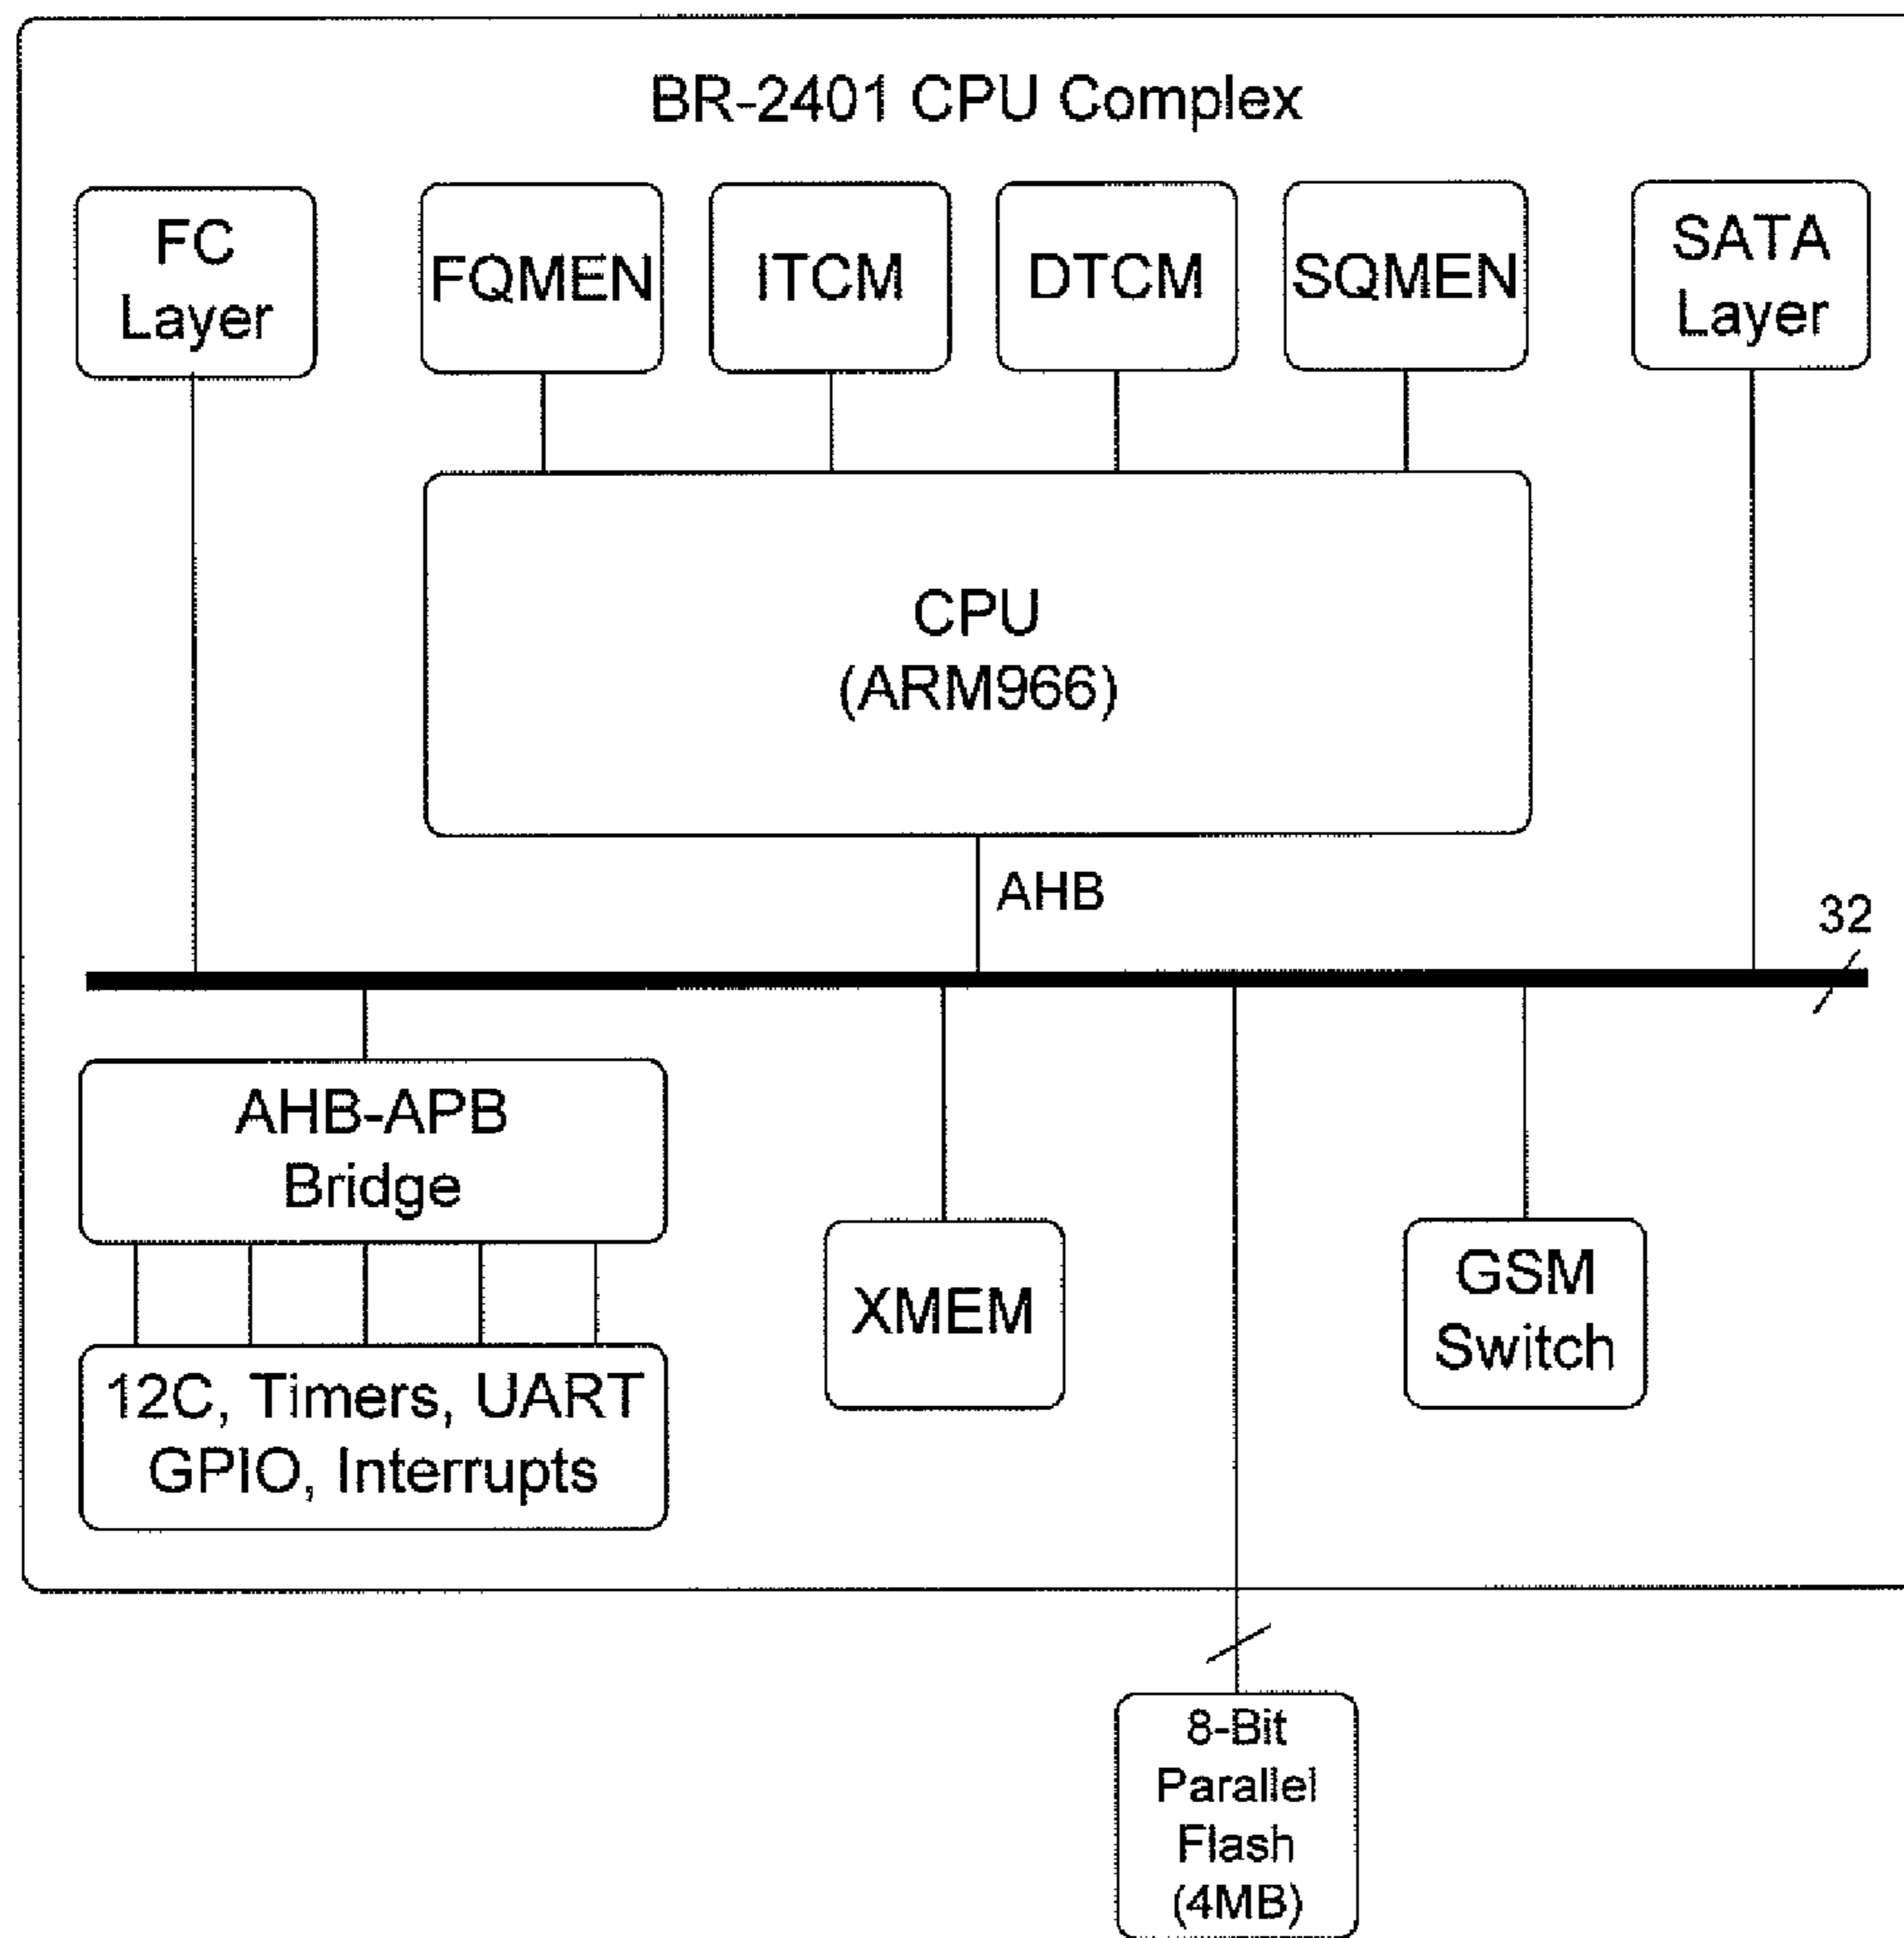 BR-2401 CPU Complex
FC
Layer
FQMEN
ITCM
DTCM
SQMEN
SATA
Layer
CPU
(ARM966)
AHB
32
AHB-APB
Bridge
12C, Timers, UART
GPIO, Interrupts
XMEM
GSM
Switch
8-Bit
Parallel
Flash
(4MB)